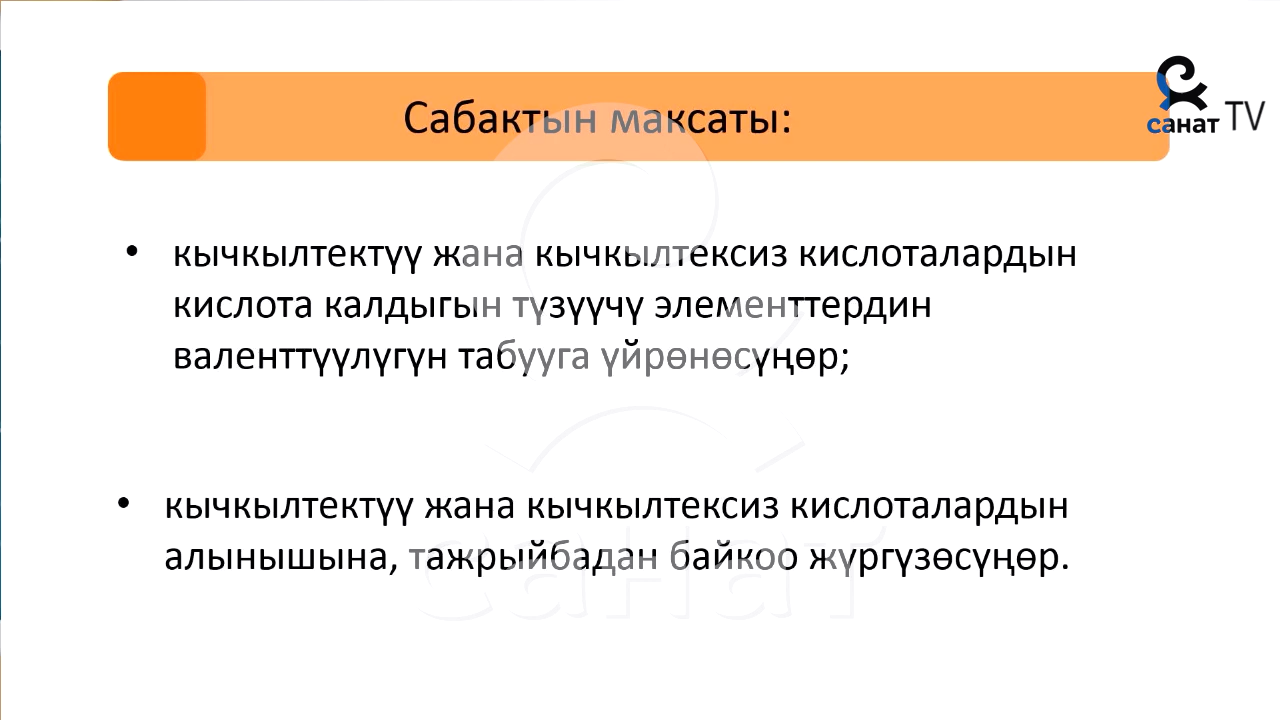 Сабактын максаты:
санат TV
• кычкылтектүү жана кычкылтексиз кислоталардын
кислота калдыгын түзүүчү элементтердин
валенттүүлүгүн табууга үйрөнөсүңөр;
• кычкылтектүү жана кычкылтексиз кислоталардын
алынышына, тажрыйбадан байкоо жүргүзөсүңөр.
санат